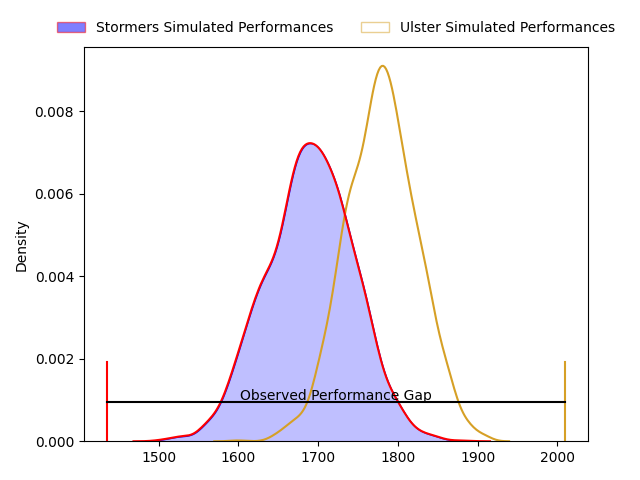 Stormers Simulated Performances
Ulster Simulated Performances
Density
0.008
0.006
0.004
0.002
0.000
Observed Performance Gap
1500 1600 1700 1800 1900 2000